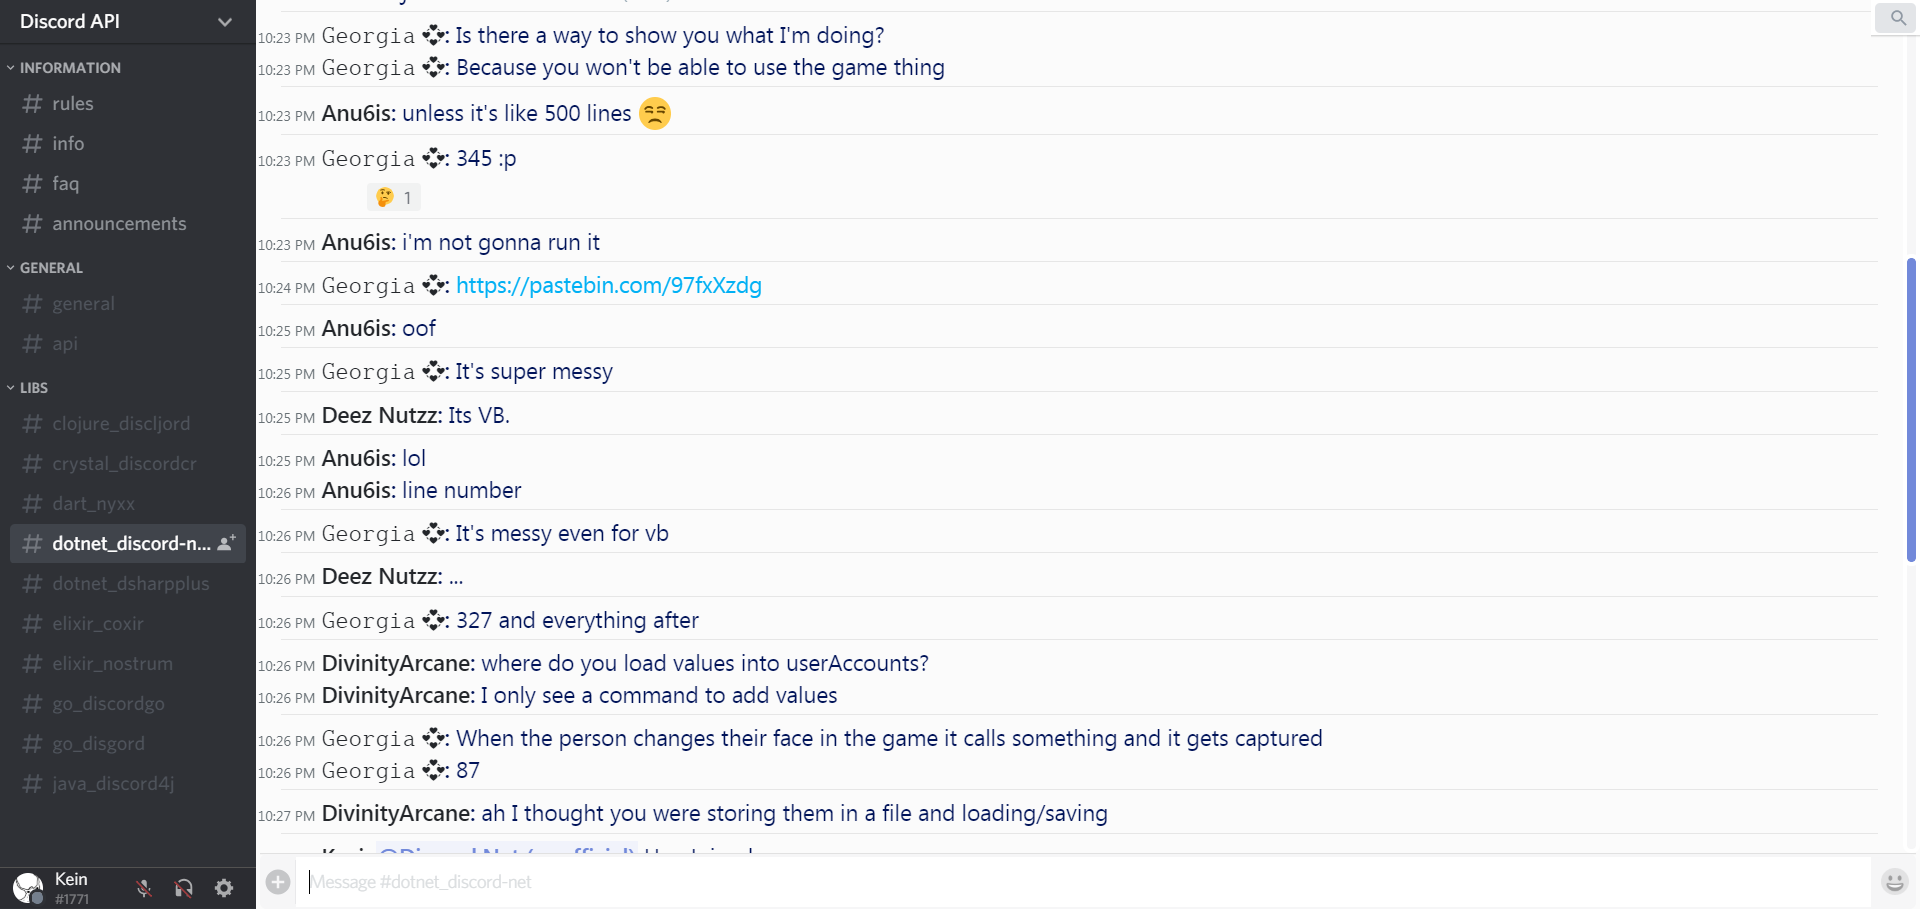 Discord API
INFORMATION
# rules
# info
# faq
# announcements
GENERAL
# general
# api
LIBS
# clojure_discljord
# crystal_discordcr
# dart_nyxx
# dotnet_discord-n...
# dotnet_dsharpplus
# elixir_coxir
# elixir_nostrum
# go_discordgo
# go_disgord
# java_discord4j
Kein
#1771
10:23 PM Georgia: Is there a way to show you what I'm doing?
10:23 PM Georgia: Because you won't be able to use the game thing
10:23 PM Anu6is: unless it's like 500 lines 😒
10:23 PM Georgia: 345 :p
🤔 1
10:23 PM Anu6is: i'm not gonna run it
10:24 PM Georgia: https://pastebin.com/97fxXzdg
10:25 PM Anu6is: oof
10:25 PM Georgia: It's super messy
10:25 PM Deez Nutzz: Its VB.
10:25 PM Anu6is: lol
10:26 PM Anu6is: line number
10:26 PM Georgia: It's messy even for vb
10:26 PM Deez Nutzz: ...
10:26 PM Georgia: 327 and everything after
10:26 PM DivinityArcane: where do you load values into userAccounts?
10:26 PM DivinityArcane: I only see a command to add values
10:26 PM Georgia: When the person changes their face in the game it calls something and it gets captured
10:26 PM Georgia: 87
10:27 PM DivinityArcane: ah I thought you were storing them in a file and loading/saving
Message #dotnet_discord-net